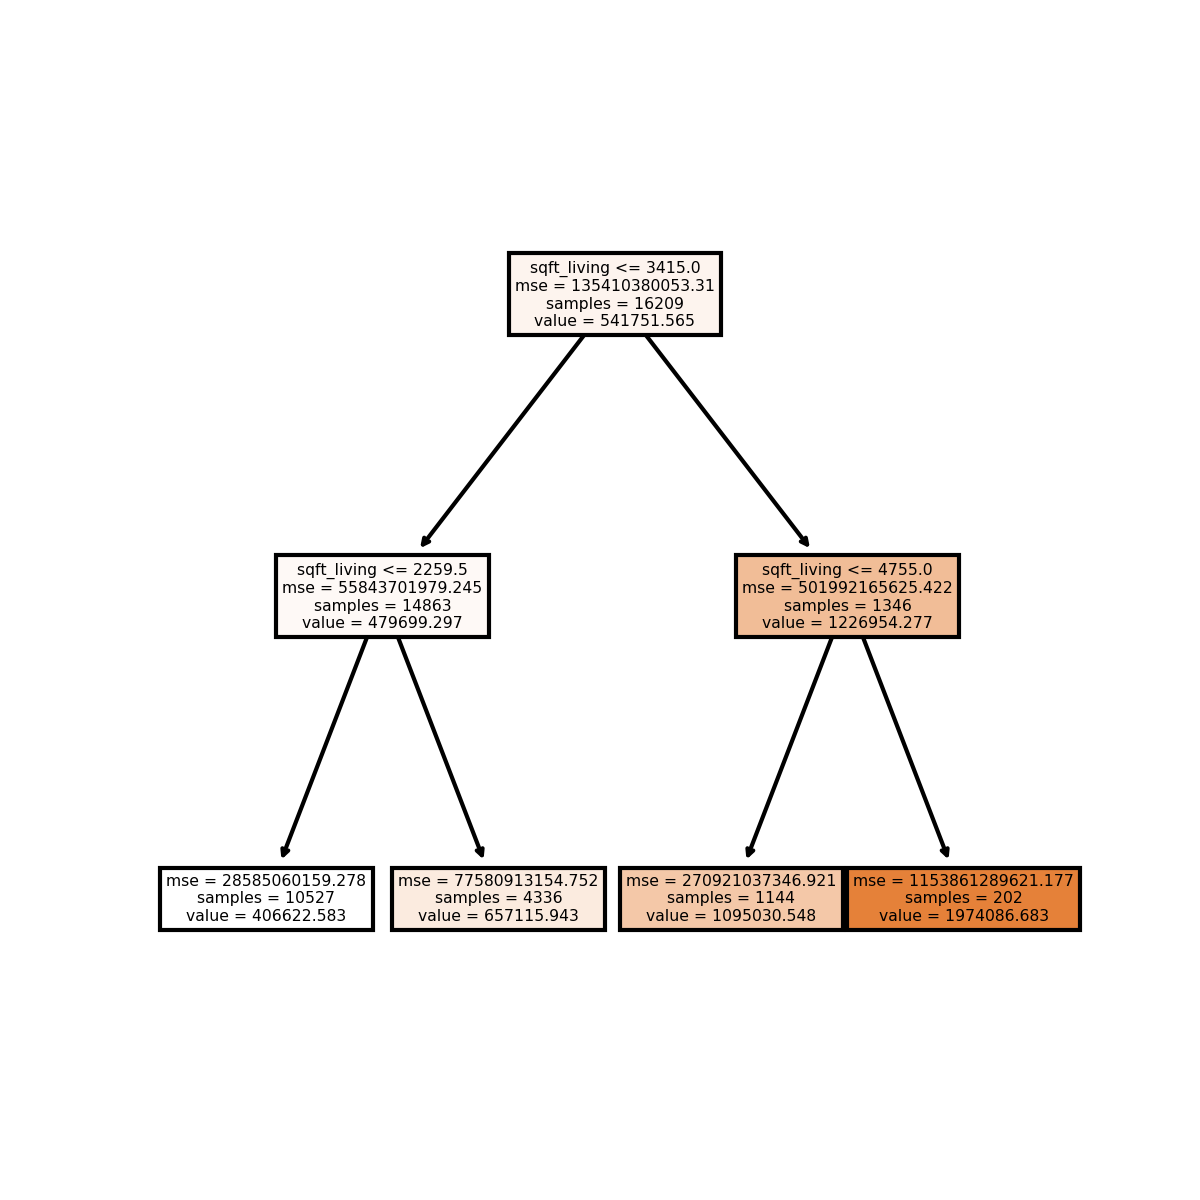 sqft_living <= 3415.0
mse = 135410380053.31
samples = 16209
value = 541751.565
sqft_living <= 2259.5
mse = 55843701979.245
samples = 14863
value = 479699.297
sqft_living <= 4755.0
mse = 501992165625.422
samples = 1346
value = 1226954.277
mse = 28585060159.278
samples = 10527
value = 406622.583
mse = 77580913154.752
samples = 4336
value = 657115.943
mse = 270921037346.921
samples = 1144
value = 1095030.548
mse = 1153861289621.177
samples = 202
value = 1974086.683